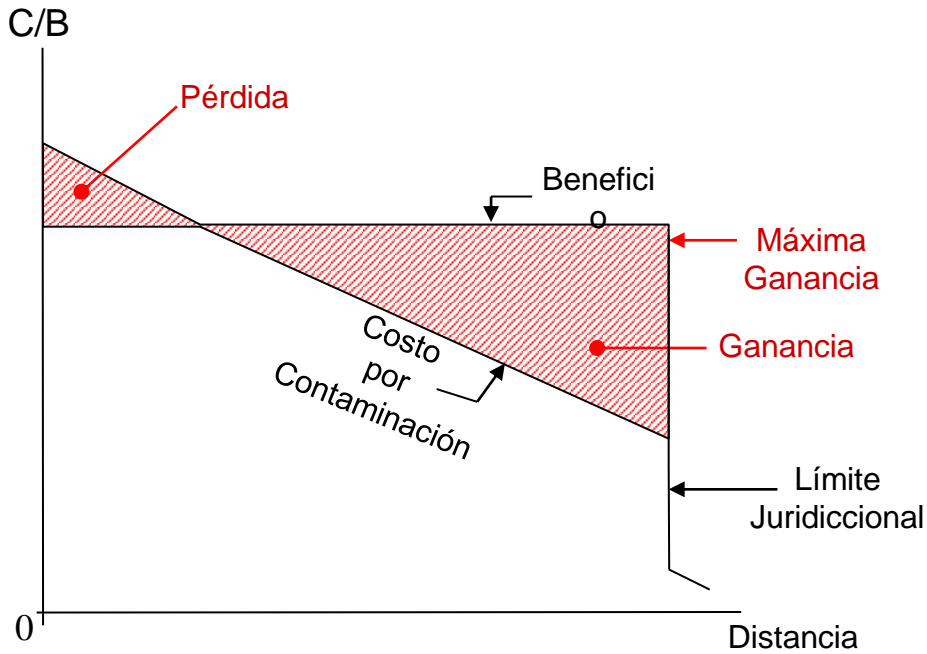 C/B
Pérdida
Benefici
o
Máxima
Ganancia
Ganancia
Costo
por
Contaminación
Límite
Juridiccional
0
Distancia